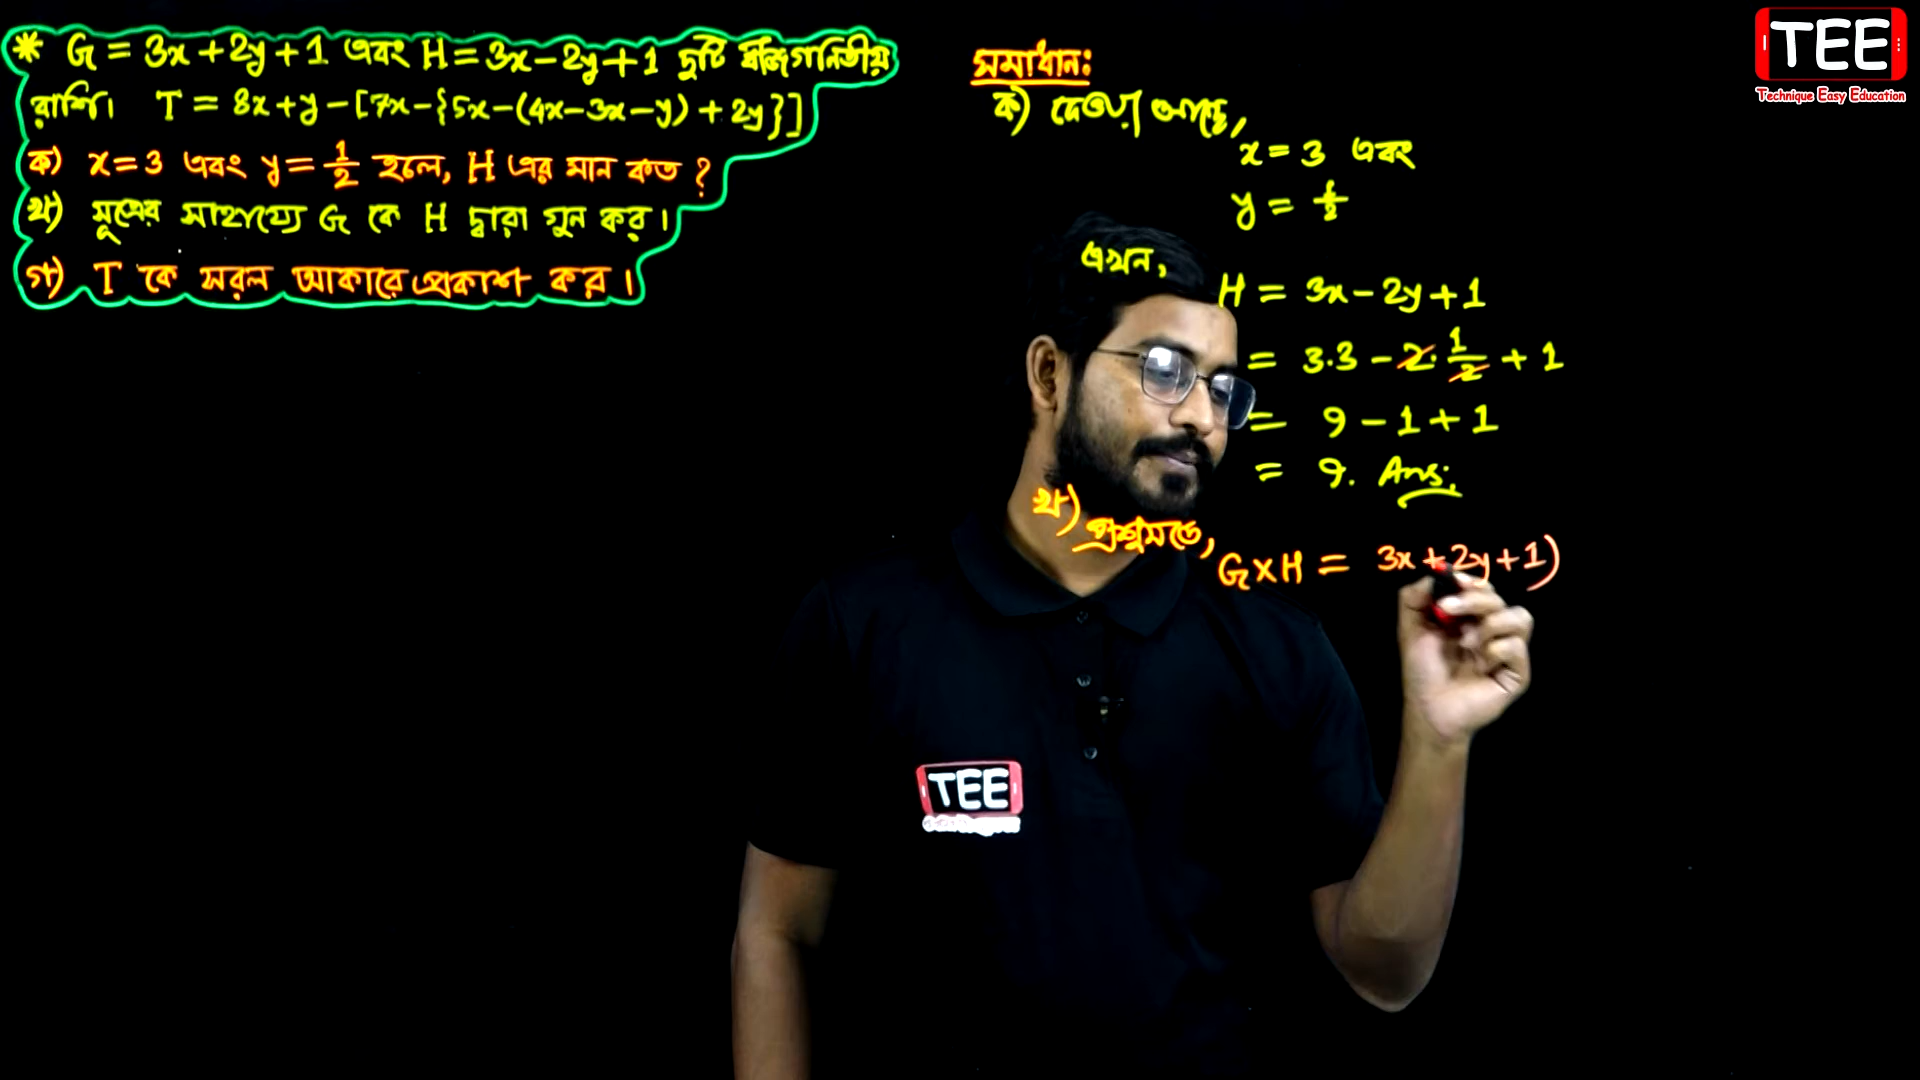 * G = 3x+2y+1 এবং H=3x-2y+1 দুটি বীজগনিতীয়
রাশি। T = 8x+y-[7x-{5x-(4x-3x-y)+2y}]
ক) x=3 এবং y=1/2 হলে, H এর মান কত ?
খ) সূত্রের সাহায্যে G কে H দ্বারা গুন কর।
গ) T কে সরল আকারে প্রকাশ কর।
সমাধান:
ক) দেওয়া আছে,
x = 3 এবং
y = 1/2
এখন,
H = 3x-2y+1
= 3.3-2.1/2+1
= 9-1+1
= 9. Ans:
খ) প্রশ্নমতে,
G×H = 3x+2y+1)
TEE
Technique Easy Education
TEE